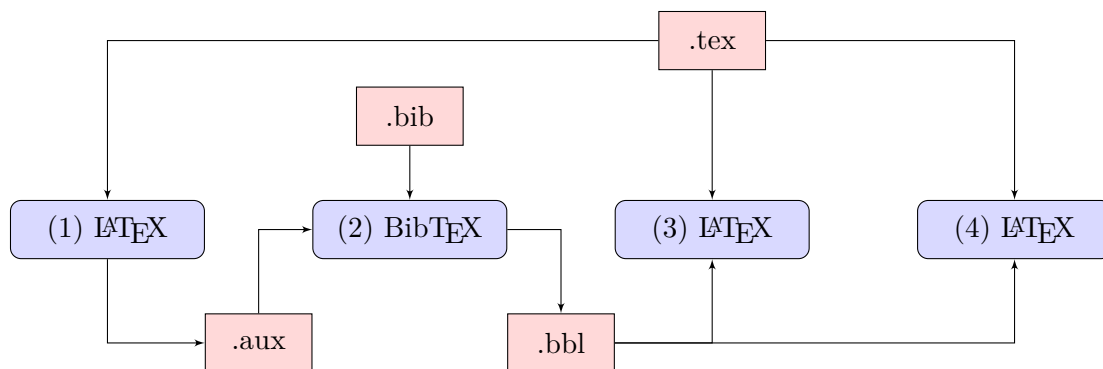 .tex
.bib
(1) LATEX
(2) BibTEX
(3) LATEX
(4) LATEX
.aux
.bbl